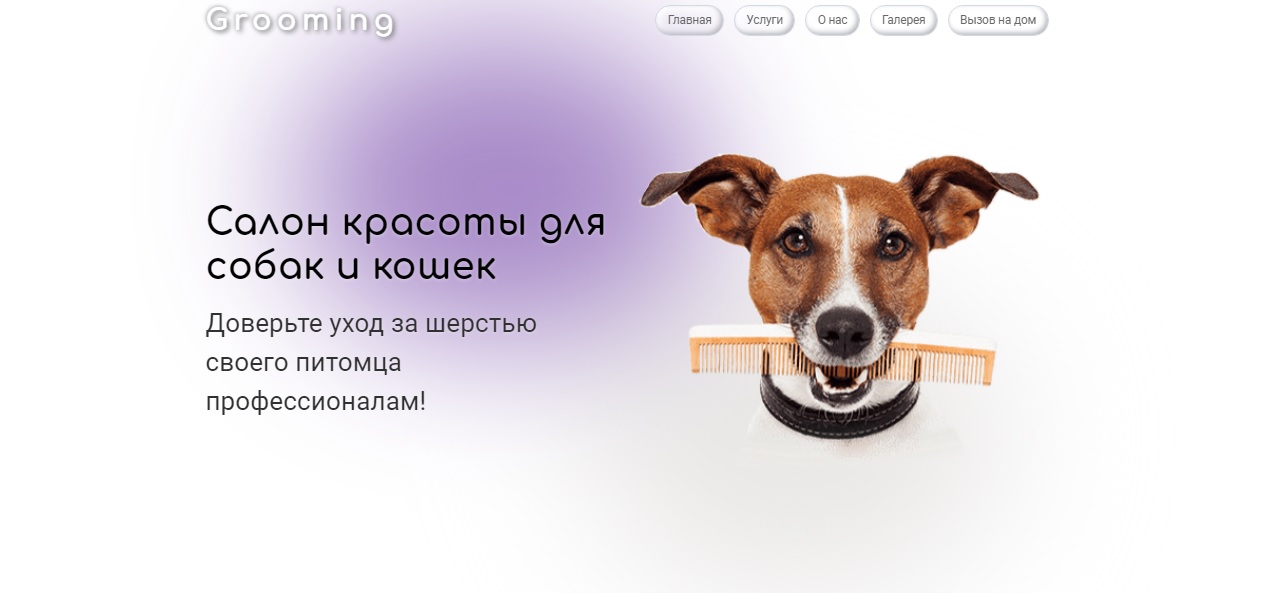 Grooming
Главная Услуги О нас Галерея Вызов на дом
Салон красоты для
собак и кошек
Доверьте уход за шерстью
своего питомца
профессионалам!